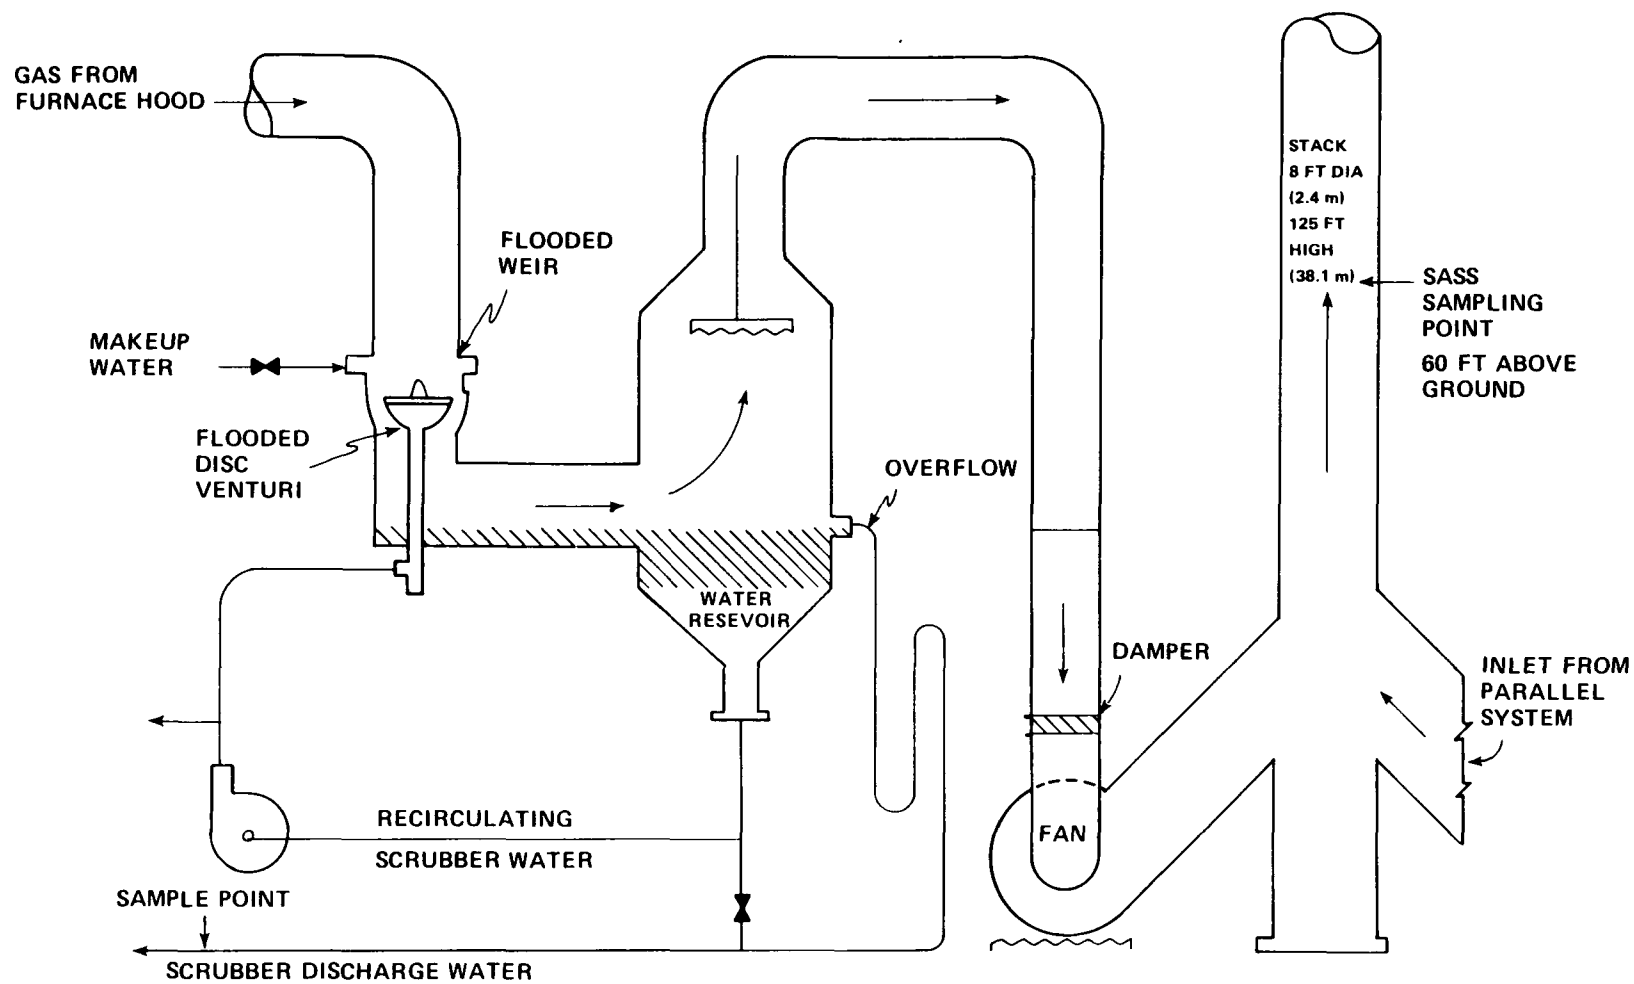 GAS FROM
FURNACE HOOD
STACK
8 FT DIA
(2.4 m)
125 FT
HIGH
(38.1 m)
FLOODED
WEIR
SASS
SAMPLING
POINT
60 FT ABOVE
GROUND
MAKEUP
WATER
FLOODED
DISC
VENTURI
OVERFLOW
WATER
RESEVOIR
DAMPER
INLET FROM
PARALLEL
SYSTEM
RECIRCULATING
SCRUBBER WATER
FAN
SAMPLE POINT
SCRUBBER DISCHARGE WATER